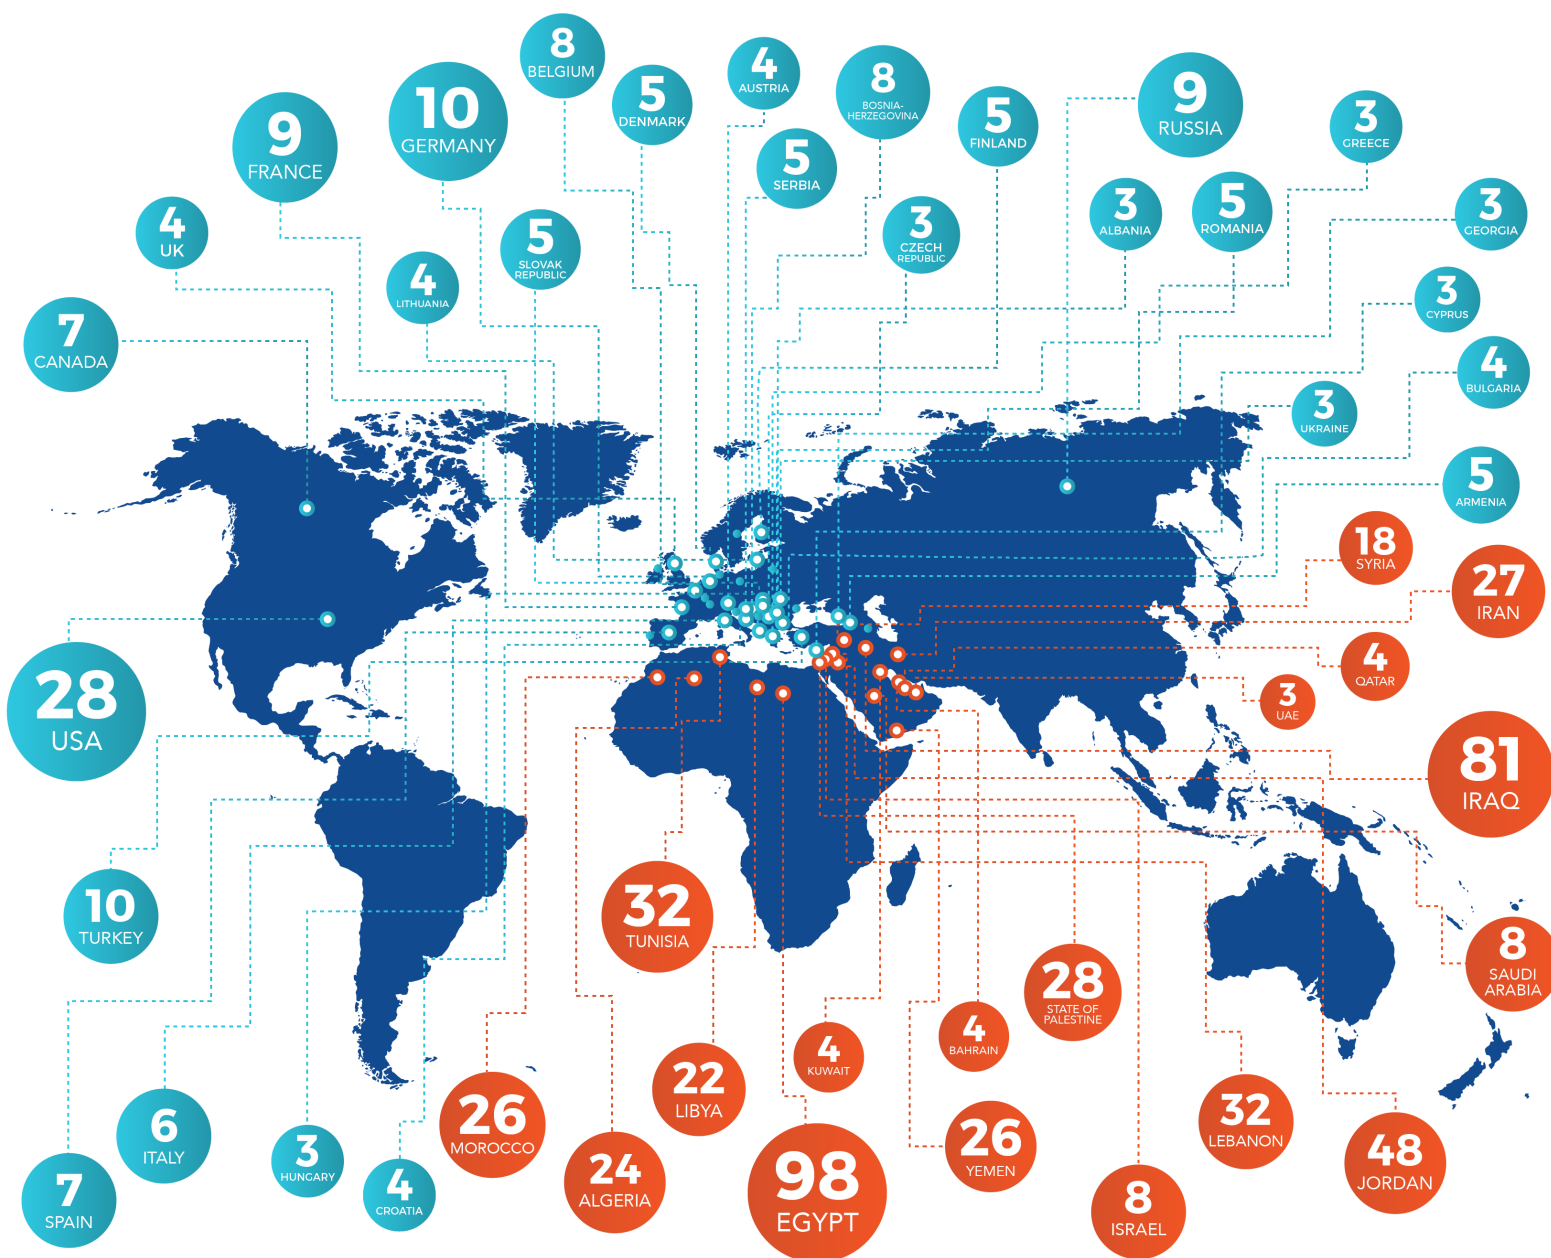 8
BELGIUM
4
AUSTRIA
8
BOSNIA-
HERZEGOVINA
10
GERMANY
5
DENMARK
9
RUSSIA
9
FRANCE
5
FINLAND
3
GREECE
5
SERBIA
4
UK
5
SLOVAK
REPUBLIC
3
CZECH
REPUBLIC
3
ALBANIA
5
ROMANIA
3
GEORGIA
4
LITHUANIA
3
CYPRUS
7
CANADA
4
BULGARIA
3
UKRAINE
5
ARMENIA
18
SYRIA
27
IRAN
4
QATAR
3
UAE
28
USA
81
IRAQ
10
TURKEY
32
TUNISIA
8
SAUDI
ARABIA
28
STATE OF
PALESTINE
4
BAHRAIN
4
KUWAIT
22
LIBYA
26
MOROCCO
32
LEBANON
6
ITALY
3
HUNGARY
26
YEMEN
24
ALGERIA
48
JORDAN
7
SPAIN
4
CROATIA
98
EGYPT
8
ISRAEL